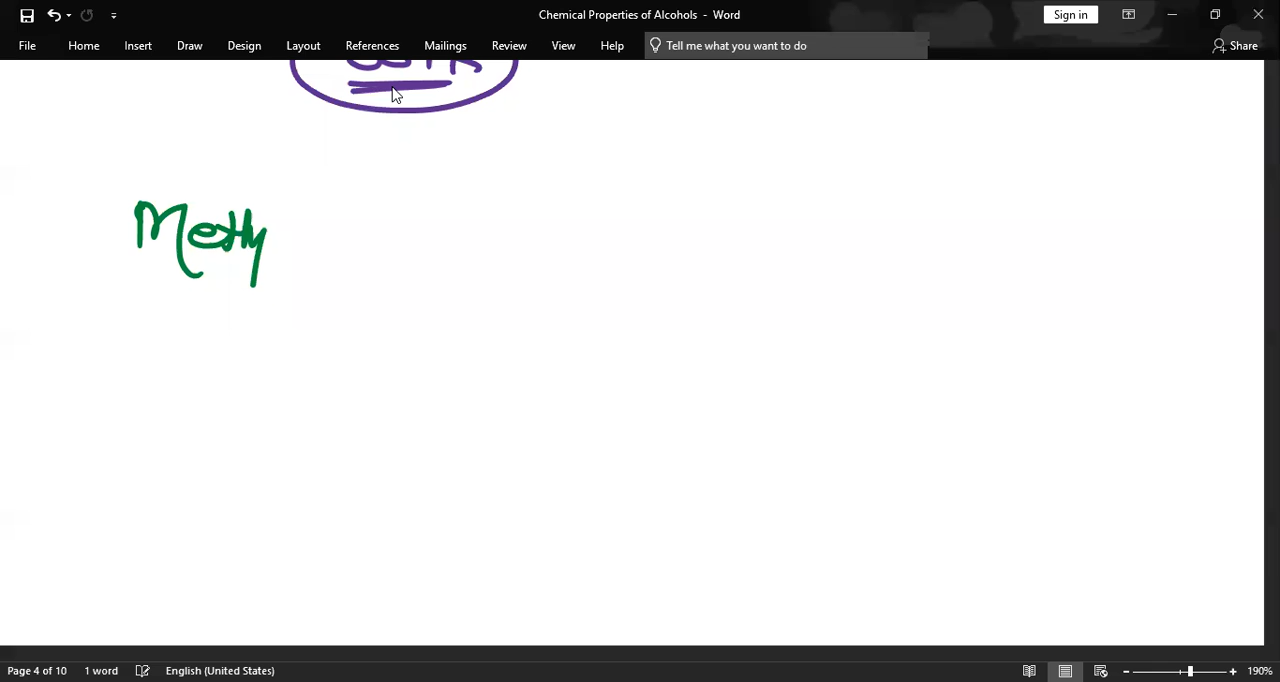 Chemical Properties of Alcohols - Word
Sign in
File Home Insert Draw Design Layout References Mailings Review View Help Tell me what you want to do Share
Methy
Page 4 of 10 1 word English (United States) 190%